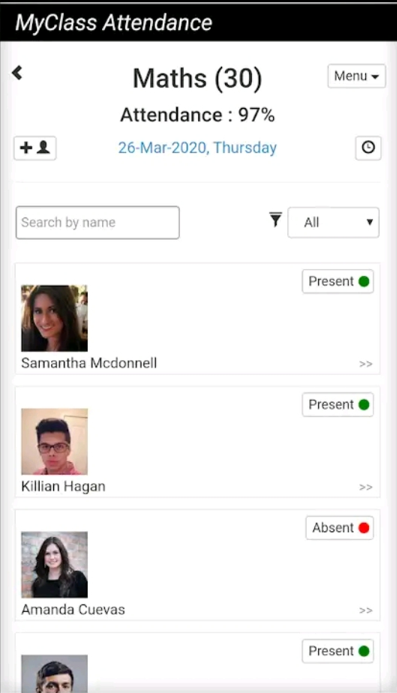 MyClass Attendance
Maths (30)
Menu
Attendance : 97%
26-Mar-2020, Thursday
Search by name
All
Present
Samantha Mcdonnell
>>
Present
Killian Hagan
>>
Absent
Amanda Cuevas
>>
Present